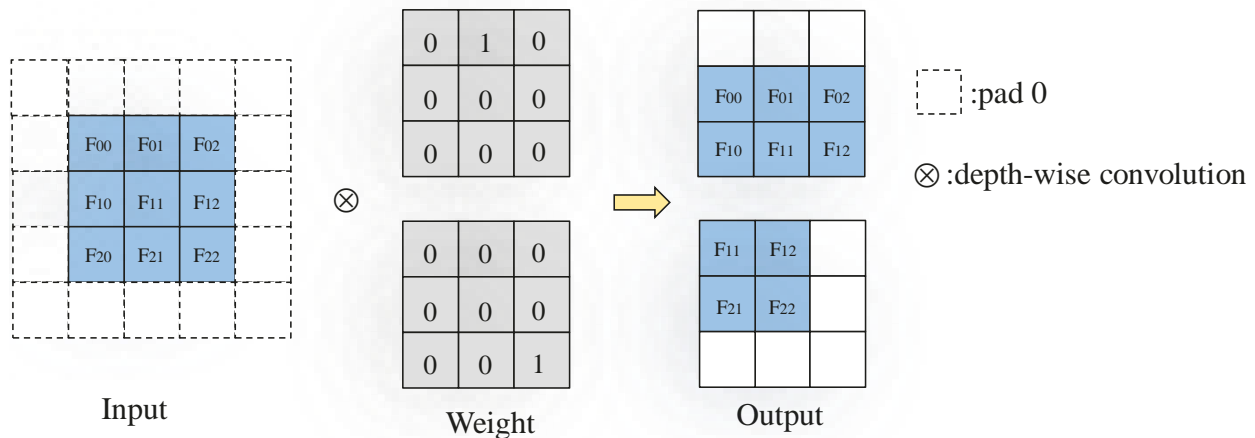 0 1 0
0 0 0
0 0 0
F00 F01 F02
F10 F11 F12
F20 F21 F22
Input
⊗
0 0 0
0 0 0
0 0 1
Weight
F00 F01 F02
F10 F11 F12
F11 F12
F21 F22
Output
:pad 0
⊗ :depth-wise convolution